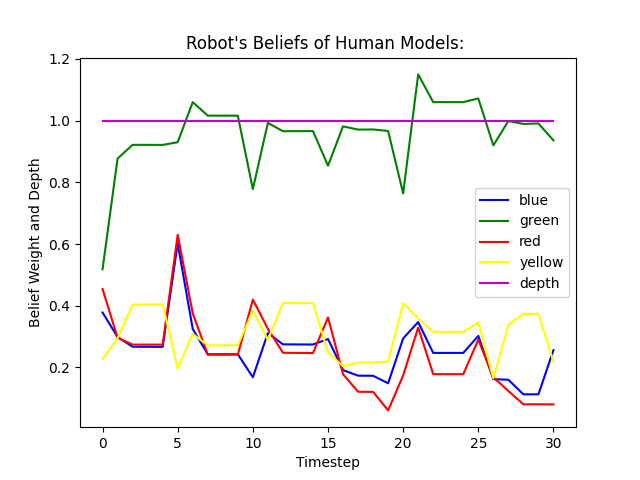 Robot's Beliefs of Human Models:
Belief Weight and Depth
1.2
1.0
0.8
0.6
0.4
0.2
blue
green
red
yellow
depth
0 5 10 15 20 25 30
Timestep